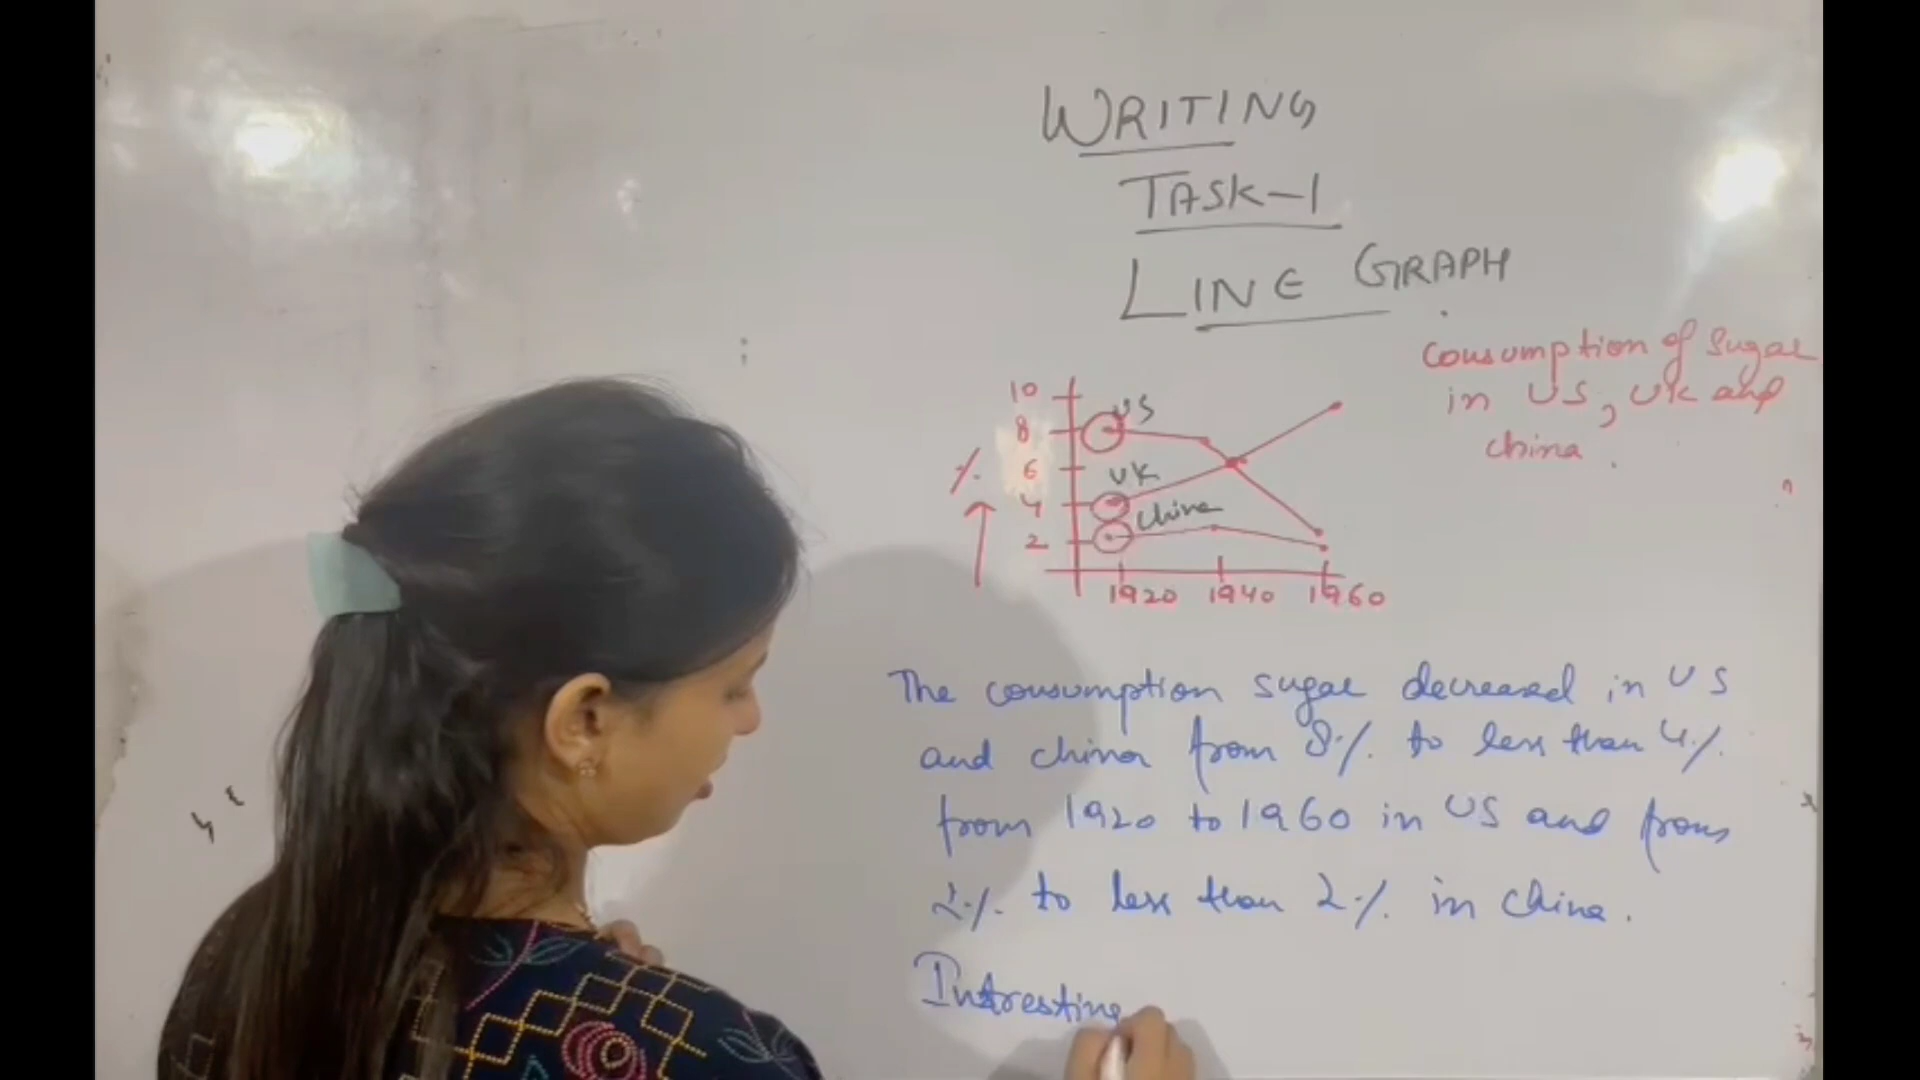 WRITING
TASK-1
LINE GRAPH
consumption of sugar
in US, UK and
china.
10
8
6
4
2
%
US
UK
china
1920 1940 1960
The consumption sugar decreased in US
and china from 8% to less than 4%
from 1920 to 1960 in US and from
2% to less than 2% in china.
Intresting